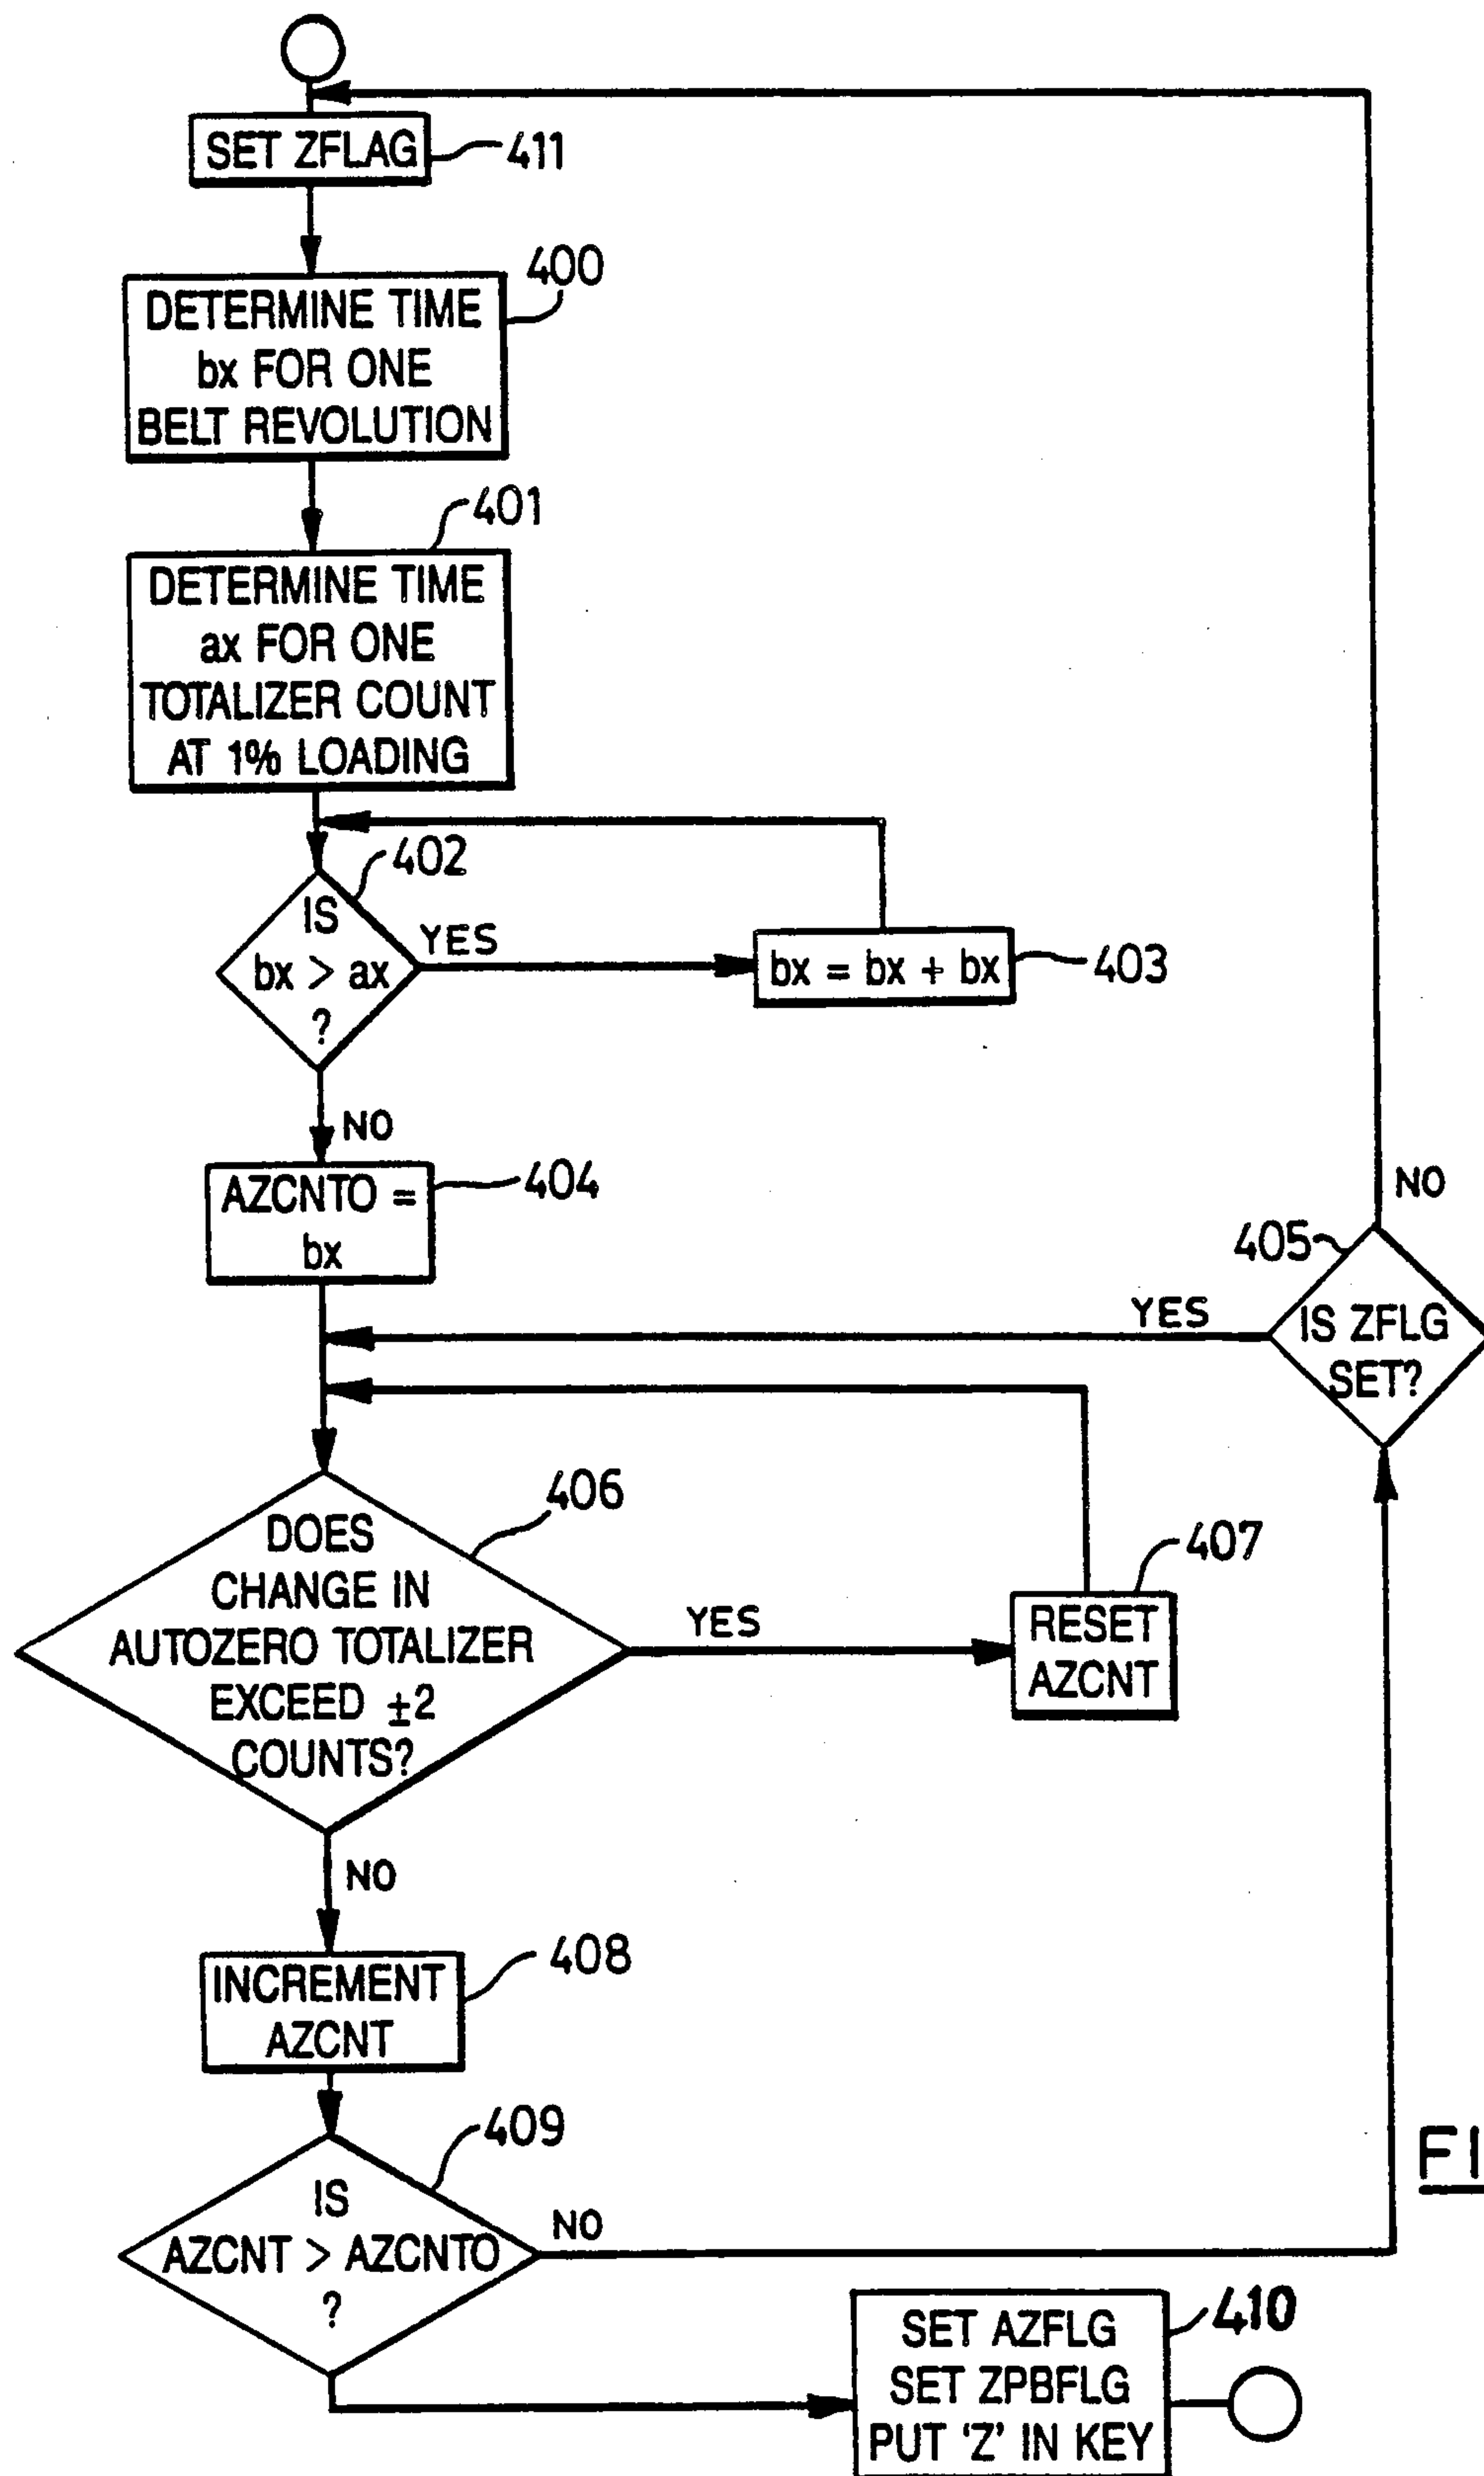 SET ZFLAG
411
400
DETERMINE TIME
bx FOR ONE
BELT REVOLUTION
401
DETERMINE TIME
ax FOR ONE
TOTALIZER COUNT
AT 1% LOADING
402
IS
bx > ax
?
YES
bx = bx + bx
403
NO
AZCNTO =
bx
404
405
NO
IS ZFLG
SET?
YES
406
DOES
CHANGE IN
AUTOZERO TOTALIZER
EXCEED ±2
COUNTS?
YES
407
RESET
AZCNT
NO
INCREMENT
AZCNT
408
409
IS
AZCNT > AZCNTO
?
NO
FI
SET AZFLG
SET ZPBFLG
PUT ‘Z’ IN KEY
410